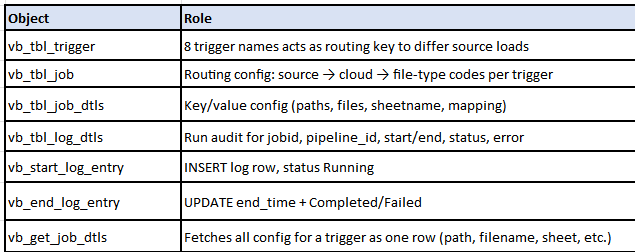 Object Role
vb_tbl_trigger 8 trigger names acts as routing key to differ source loads
vb_tbl_job Routing config: source → cloud → file-type codes per trigger
vb_tbl_job_dtls Key/value config (paths, files, sheetname, mapping)
vb_tbl_log_dtls Run audit for jobid, pipeline_id, start/end, status, error
vb_start_log_entry INSERT log row, status Running
vb_end_log_entry UPDATE end_time + Completed/Failed
vb_get_job_dtls Fetches all config for a trigger as one row (path, filename, sheet, etc.)